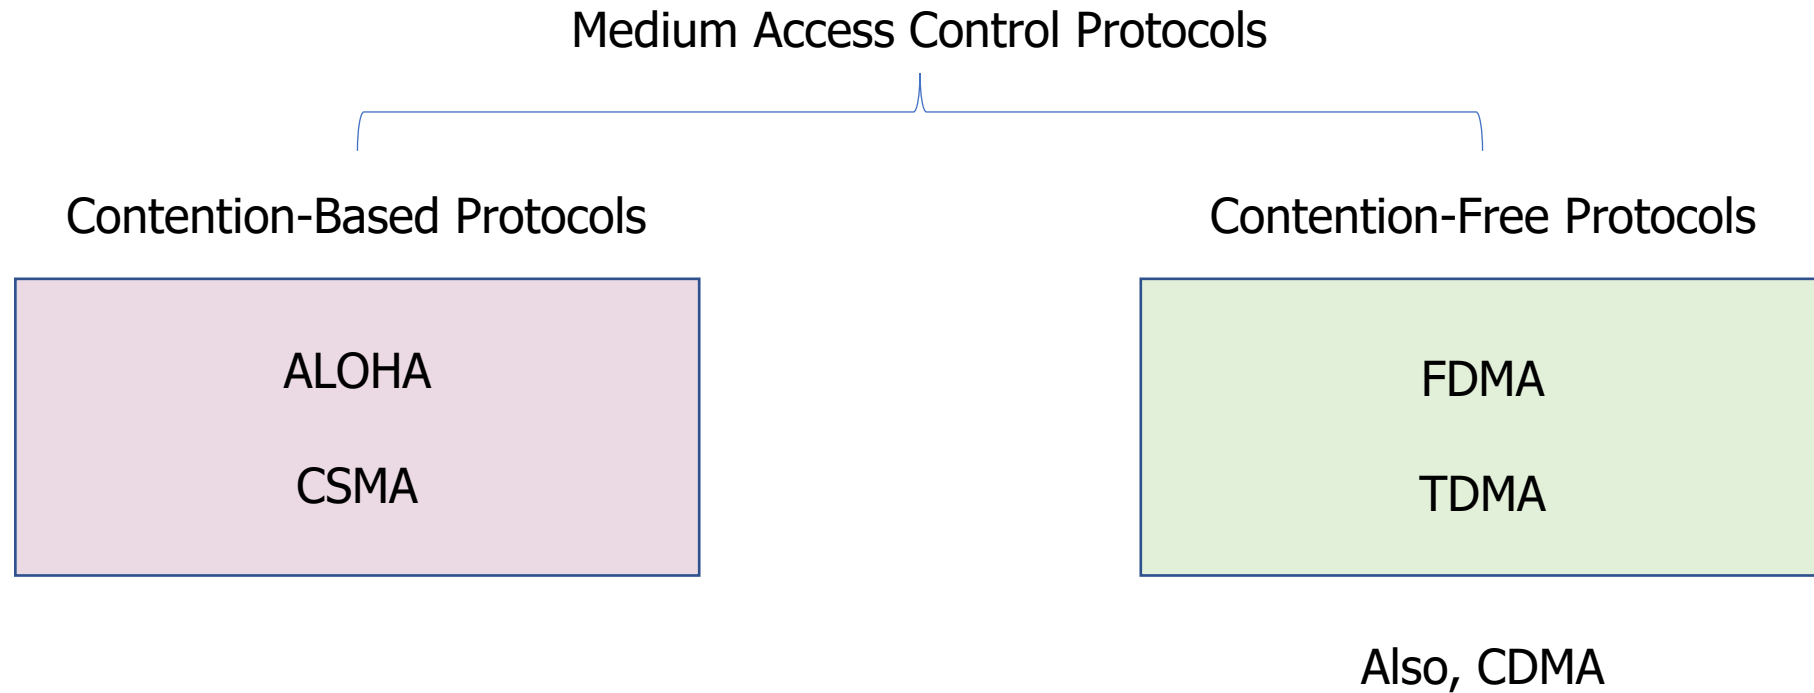 Medium Access Control Protocols
Contention-Based Protocols
ALOHA
CSMA
Contention-Free Protocols
FDMA
TDMA
Also, CDMA